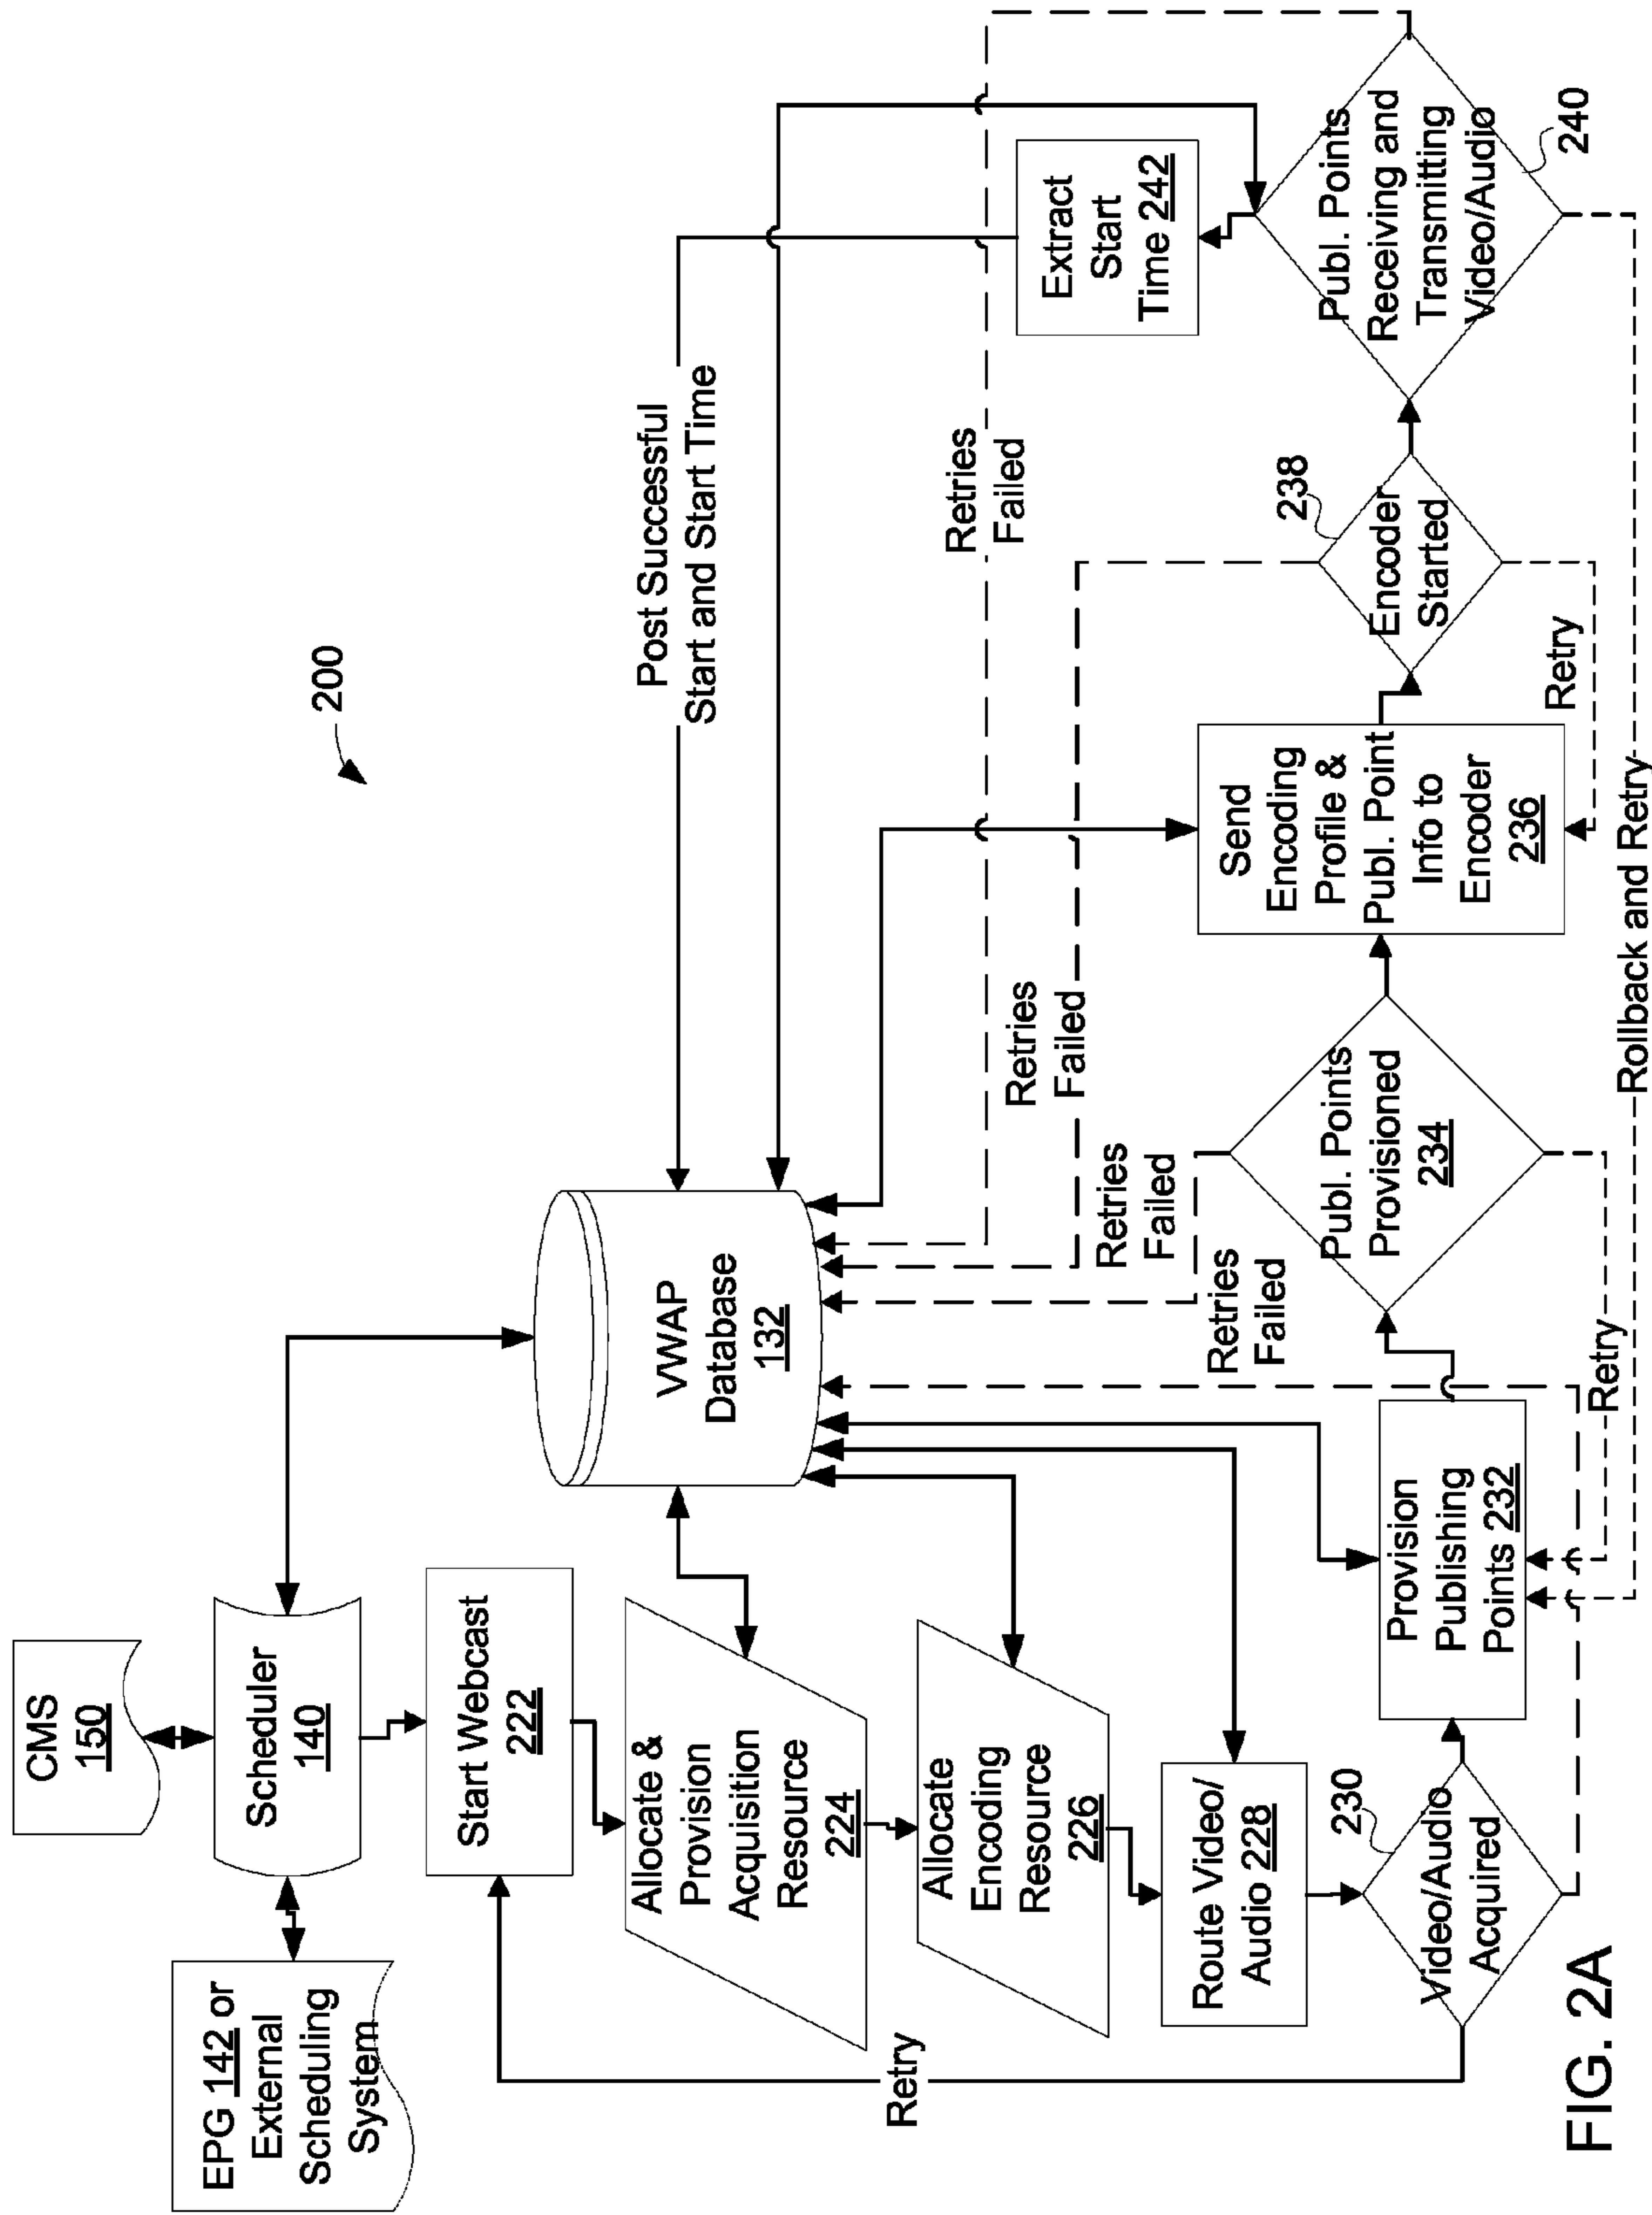 CMS
150
EPG 142 or
External
Scheduling
System
Scheduler
140
200
Start Webcast
222
VWAP
Database
132
Post Successful
Start and Start Time
Allocate &
Provision
Acquisition
Resource
224
Allocate
Encoding
Resource
226
Retry
Route Video/
Audio 228
230
Video/Audio
Acquired
Retries
Failed
Retries
Failed
Retries
Failed
Retries
Failed
Provision
Publishing
Points 232
Publ. Points
Provisioned
234
Retry
Send
Encoding
Profile &
Publ. Point
Info to
Encoder
236
238
Encoder
Started
Retry
Extract
Start
Time 242
Publ. Points
Receiving and
Transmitting
Video/Audio
240
Rollback and Retry
FIG. 2A